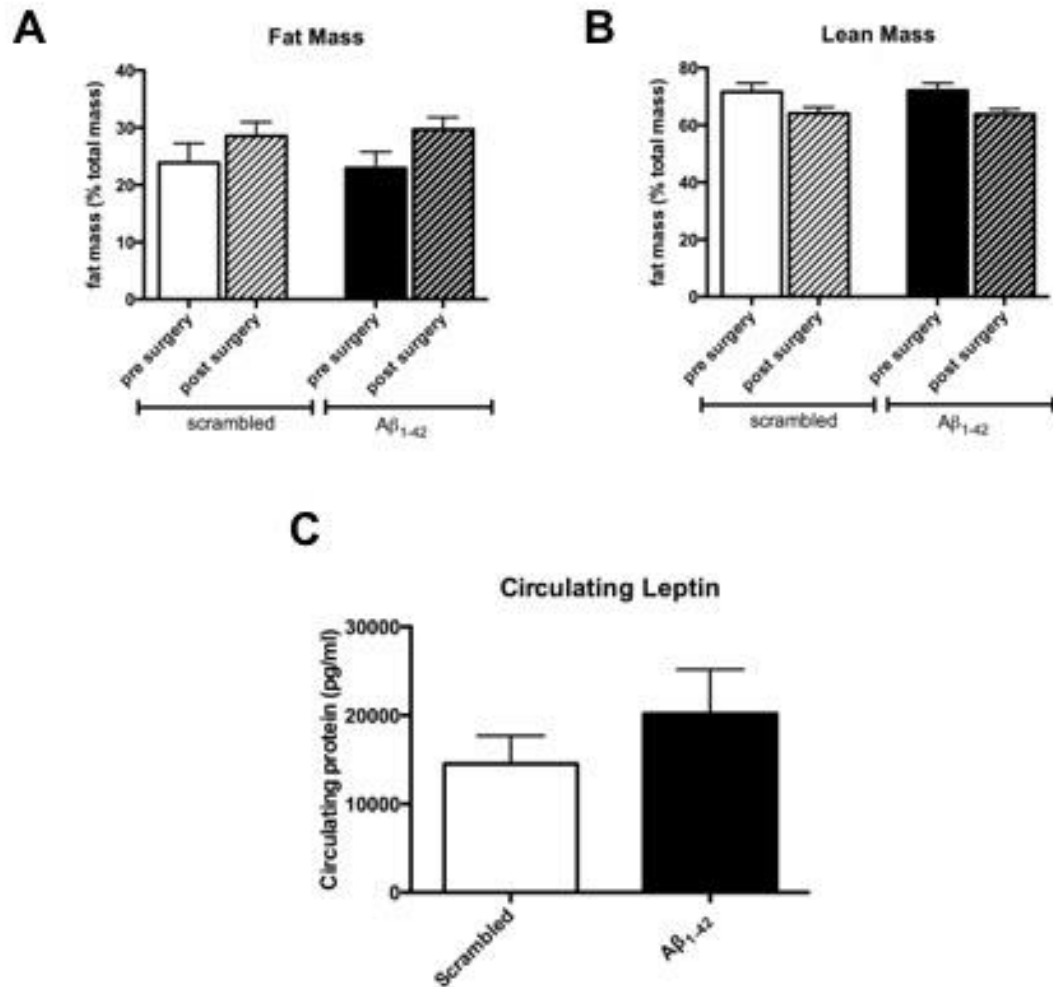 A
Fat Mass
fat mass (% total mass)
40
30
20
10
0
pre surgery
post surgery
pre surgery
post surgery
scrambled
Aβ1-42
B
Lean Mass
fat mass (% total mass)
80
60
40
20
0
pre surgery
post surgery
pre surgery
post surgery
scrambled
Aβ1-42
C
Circulating Leptin
Circulating protein (pg/ml)
30000
20000
10000
0
Scrambled
Aβ1-42